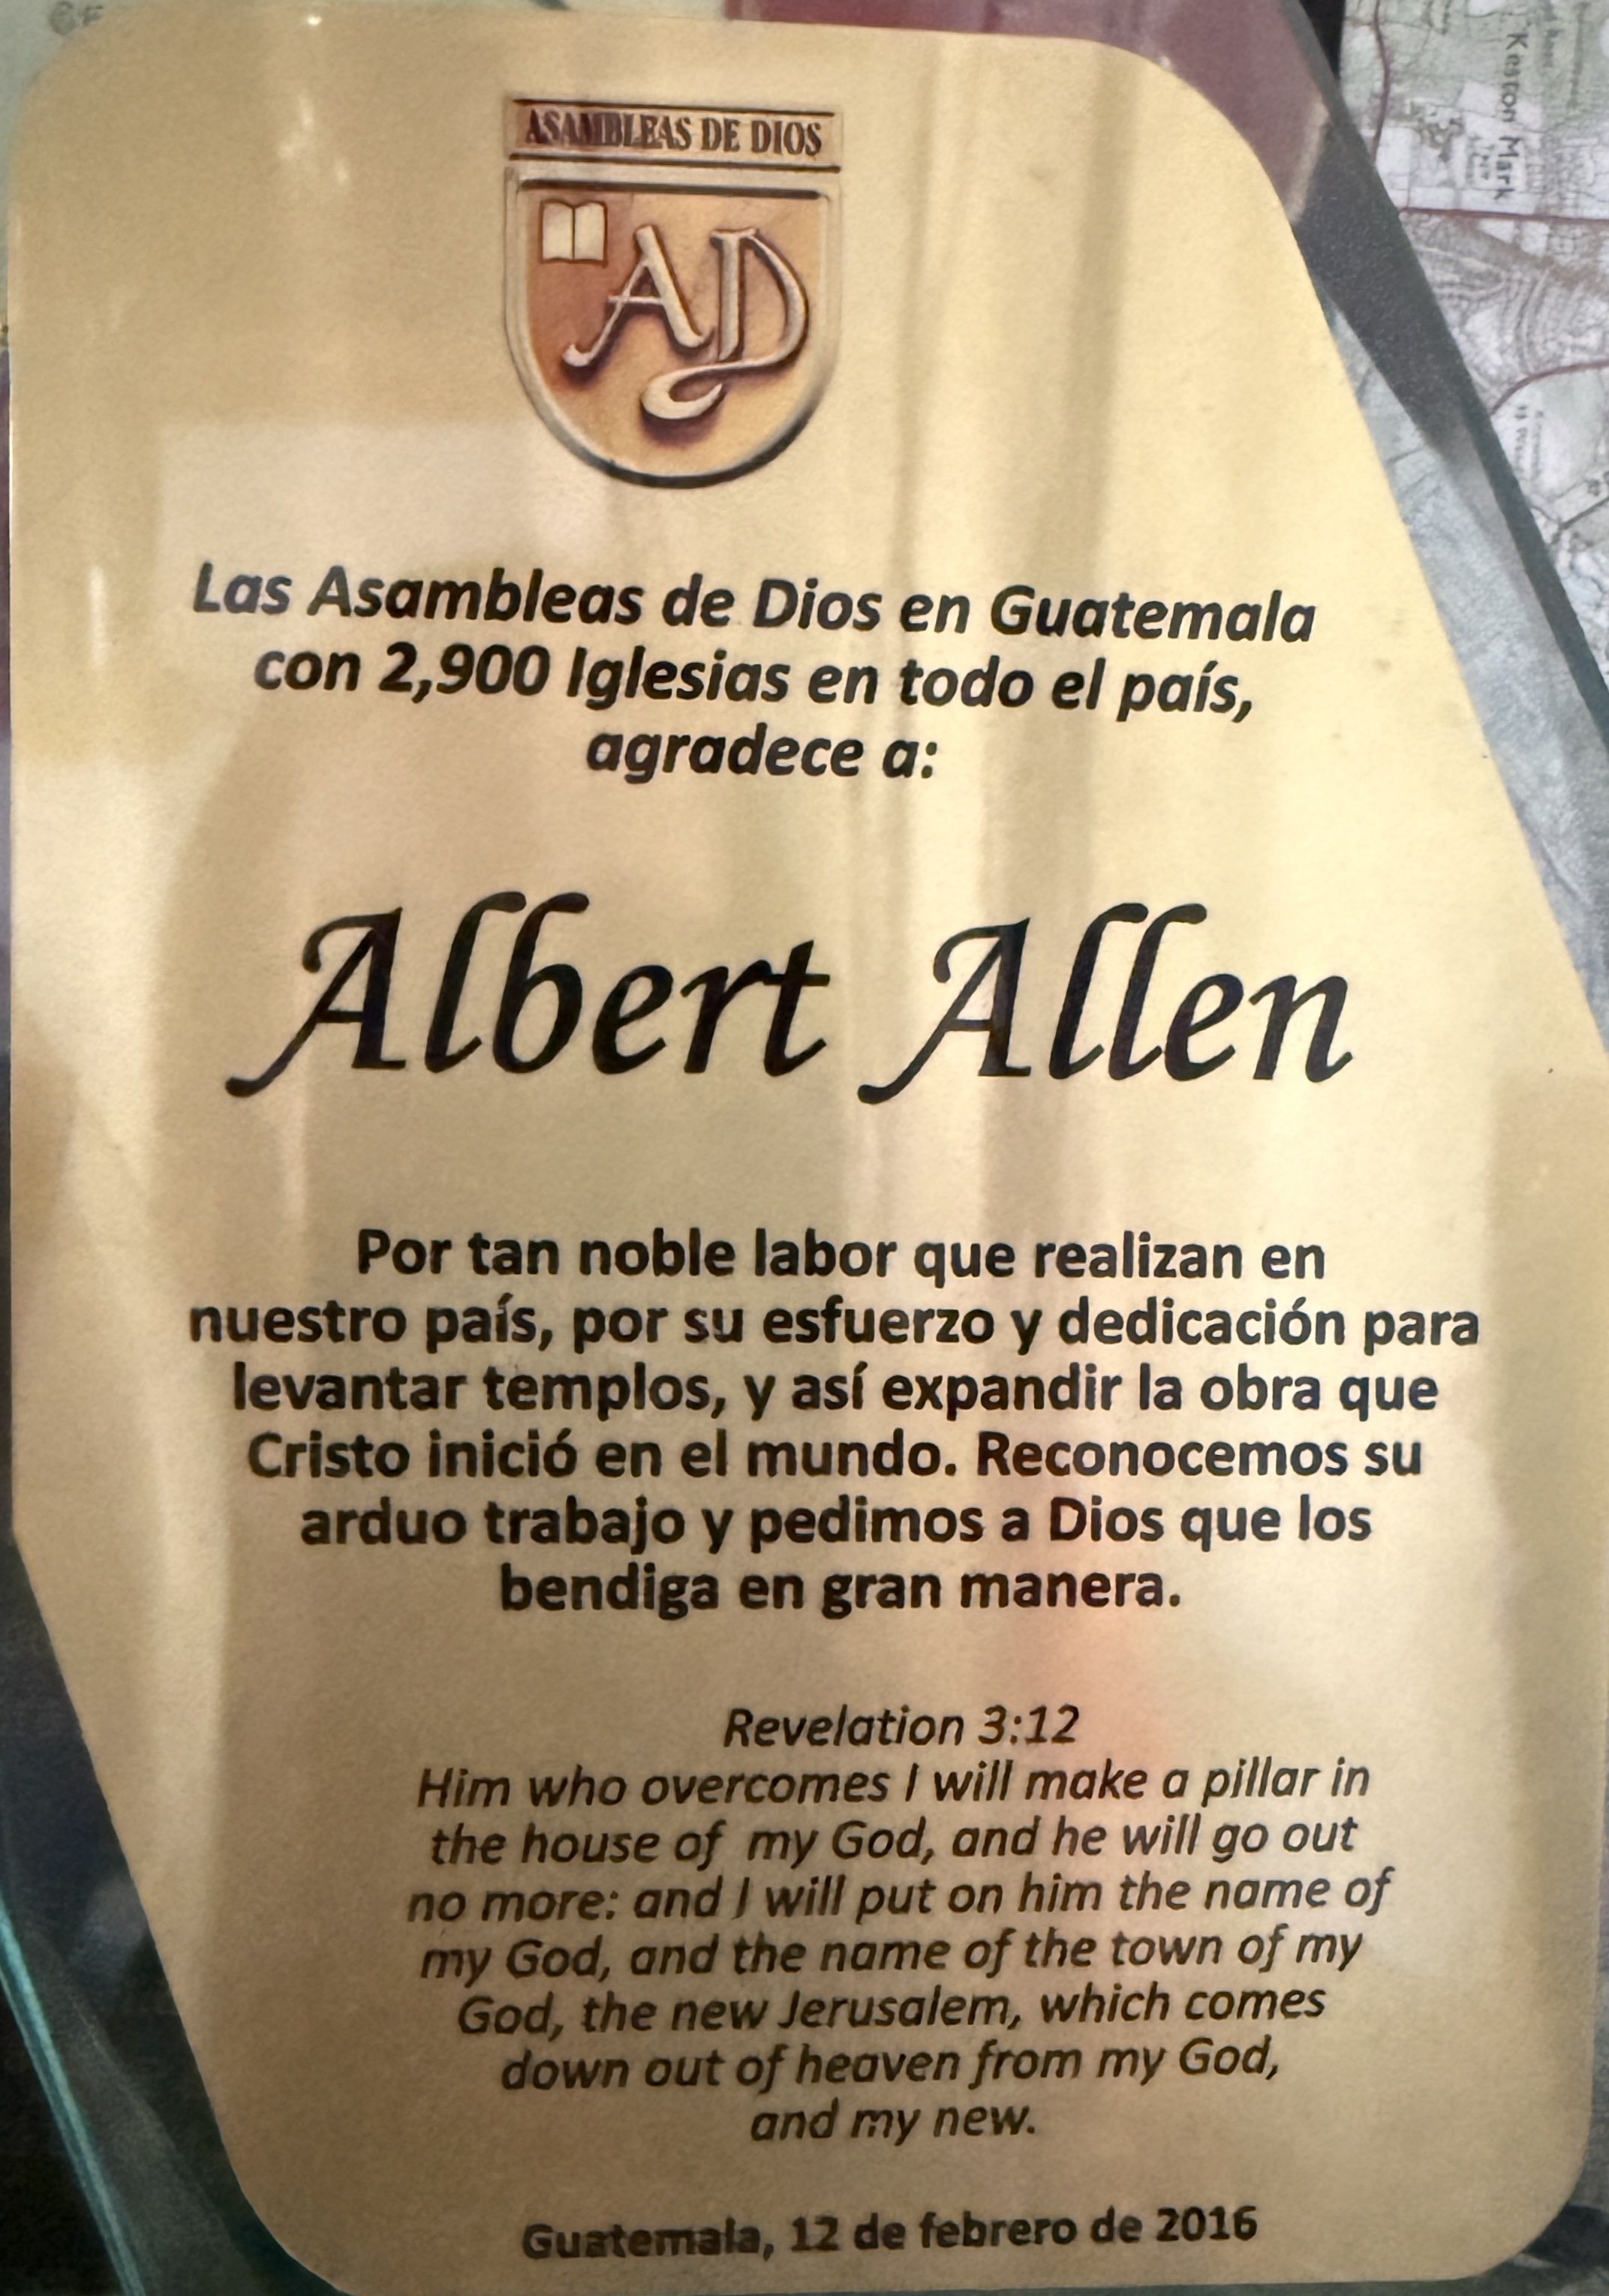 ASAMBLEAS DE DIOS
AD
Las Asambleas de Dios en Guatemala
con 2,900 Iglesias en todo el país,
agradece a:
Albert Allen
Por tan noble labor que realizan en
nuestro país, por su esfuerzo y dedicación para
levantar templos, y así expandir la obra que
Cristo inició en el mundo. Reconocemos su
arduo trabajo y pedimos a Dios que los
bendiga en gran manera.
Revelation 3:12
Him who overcomes I will make a pillar in
the house of my God, and he will go out
no more: and I will put on him the name of
my God, and the name of the town of my
God, the new Jerusalem, which comes
down out of heaven from my God,
and my new.
Guatemala, 12 de febrero de 2016
Keston Mark